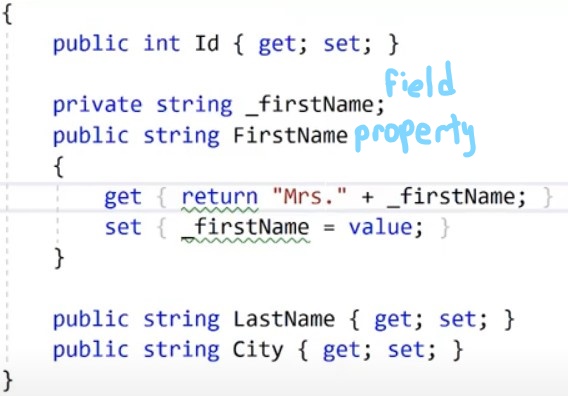 {
public int Id { get; set; }
field
private string _firstName;
public string FirstName property
{
get { return "Mrs." + _firstName; }
set { _firstName = value; }
}
public string LastName { get; set; }
public string City { get; set; }
}